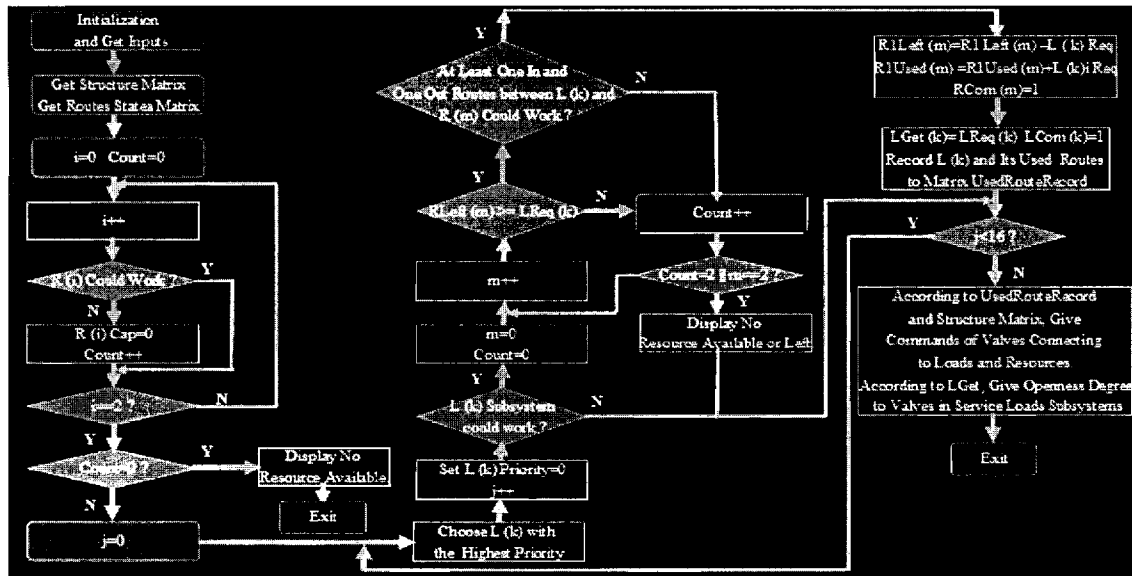 Initialization
and Get Inputs
Get Structure Matrix
Get Routes Statea Matrix
i=0 Count=0
i++
R (i) Could Work ?
Y
N
R (i) Cap=0
Count++
N
Y
Y
N
Display No
Resource Available
Exit
j=0
Choose L (k) with
the Highest Priority
Set L (k) Priority=0
j++
L (k) Subsystem
could work ?
N
Y
m=0
Count=0
m++
RLeft (m) >= LReq (k)
N
Y
At Least One In and
One Out Routes between L (k) and
R (m) Could Work ?
N
Y
Count++
Count=2 || m==2 ?
Y
Display No
Resource Available or Left
R1Left (m)=R1Left (m) -L (k) Req
R1Used (m) =R1Used (m)+L (k)i Req
RCom (m)=1
LGet (k)= LReq (k) LCom (k)=1
Record L (k) and Its Used Routes
to Matrix UsedRouteRecord
j<16 ?
Y
N
According to UsedRouteRecord
and Structure Matrix, Give
Commands of Valves Connecting
to Loads and Resources.
According to LGet, Give Openness Degree
to Valves in Service Loads Subsystems
Exit